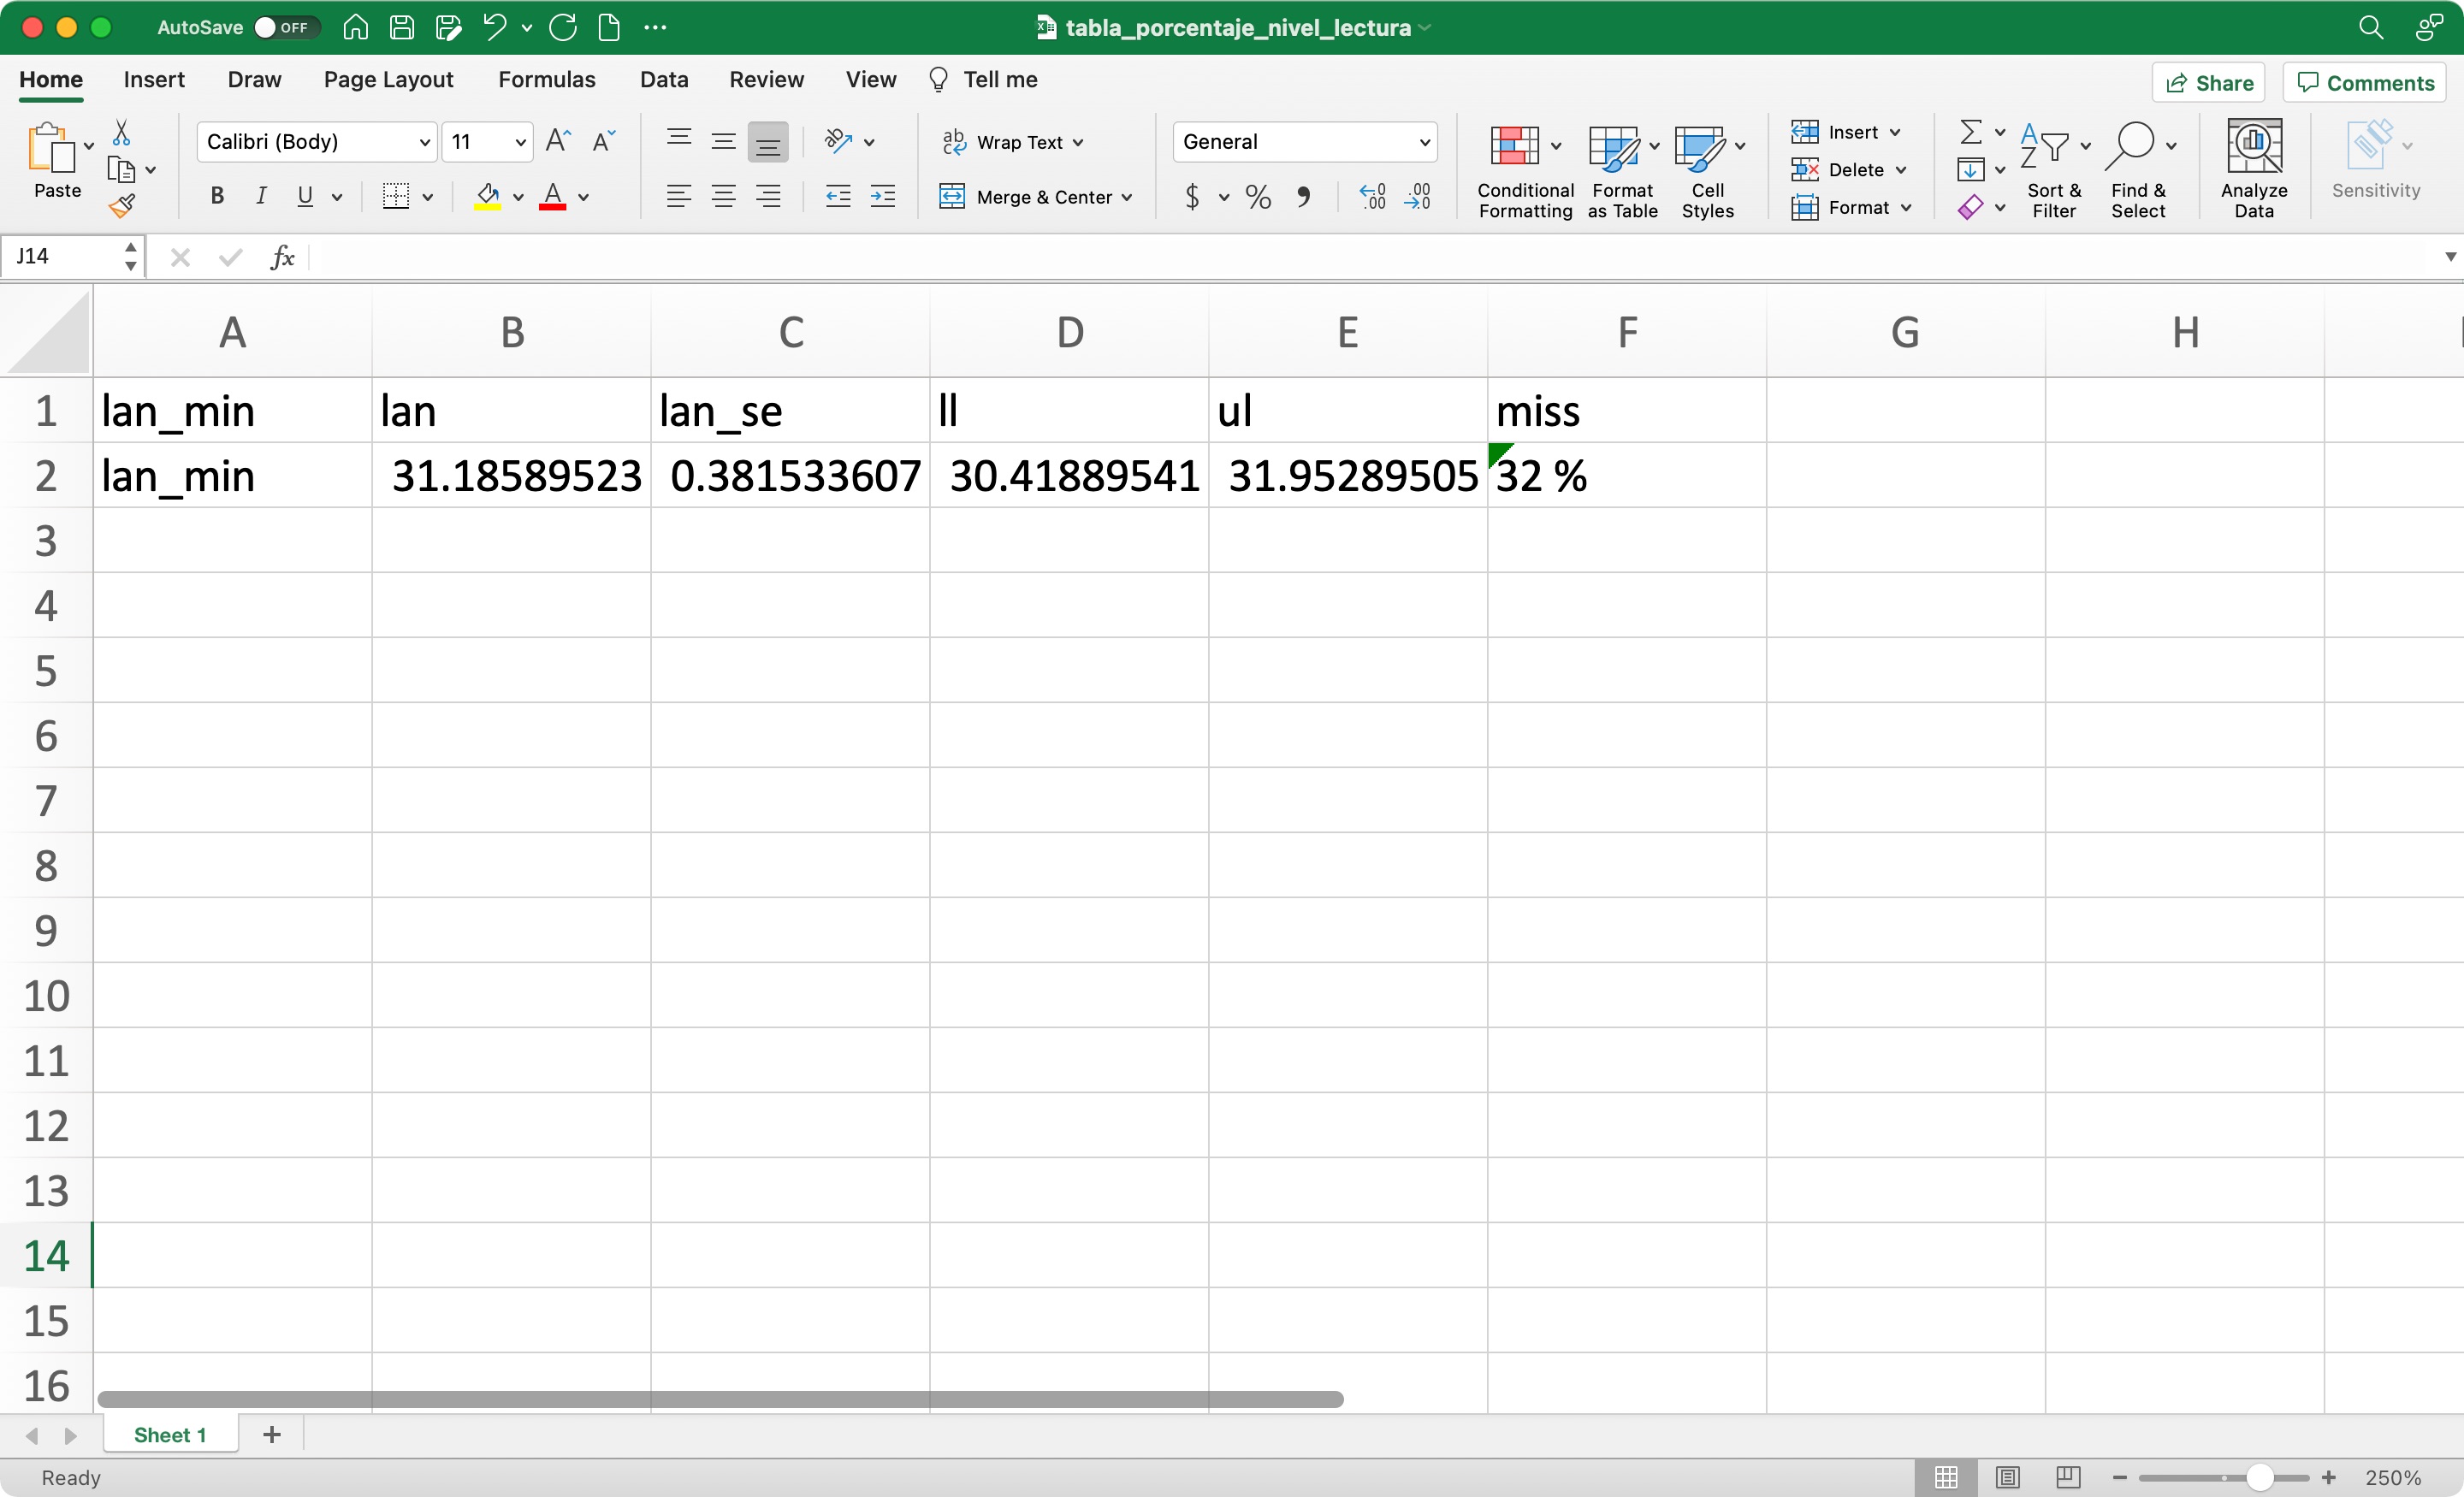 AutoSave OFF tabla_porcentaje_nivel_lectura
Home Insert Draw Page Layout Formulas Data Review View Tell me Share Comments
Paste Calibri (Body) 11 Wrap Text General Conditional Formatting Format as Table Cell Styles Insert Delete Format Sort & Filter Find & Select Analyze Data Sensitivity
B I U Merge & Center $ %
J14 fx
A B C D E F G H
1 lan_min lan lan_se ll ul miss
2 lan_min 31.18589523 0.381533607 30.41889541 31.95289505 32 %
3
4
5
6
7
8
9
10
11
12
13
14
15
16
Sheet 1 +
Ready 250%